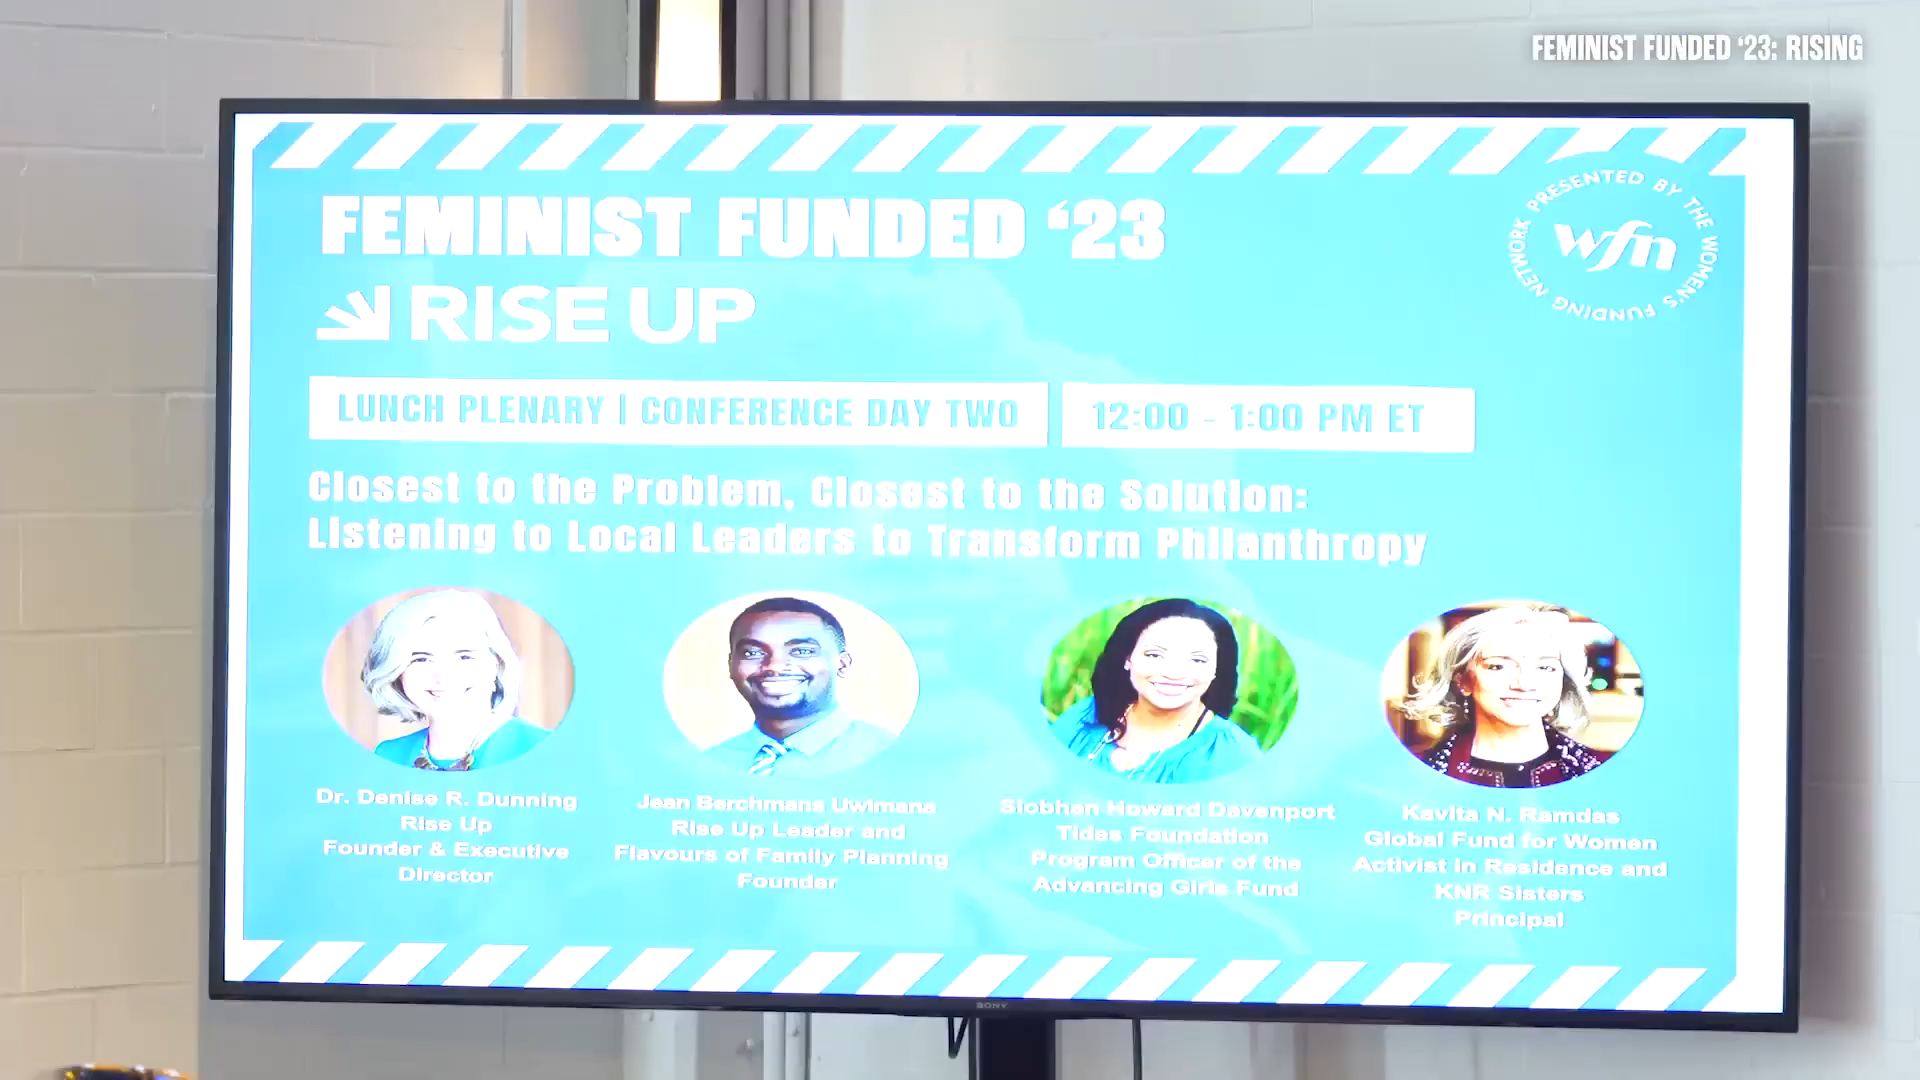 FEMINIST FUNDED ‘23: RISING
FEMINIST FUNDED ‘23
PRESENTED BY THE WOMEN'S FUNDING NETWORK
wfn
RISE UP
LUNCH PLENARY | CONFERENCE DAY TWO
12:00 - 1:00 PM ET
Closest to the Problem, Closest to the Solution:
Listening to Local Leaders to Transform Philanthropy
Dr. Denise R. Dunning
Rise Up
Founder & Executive
Director
Jean Berchmans Uwimana
Rise Up Leader and
Flavours of Family Planning
Founder
Siobhan Howard Davenport
Tides Foundation
Program Officer of the
Advancing Girls Fund
Kavita N. Ramdas
Global Fund for Women
Activist in Residence and
KNR Sisters
Principal
SONY